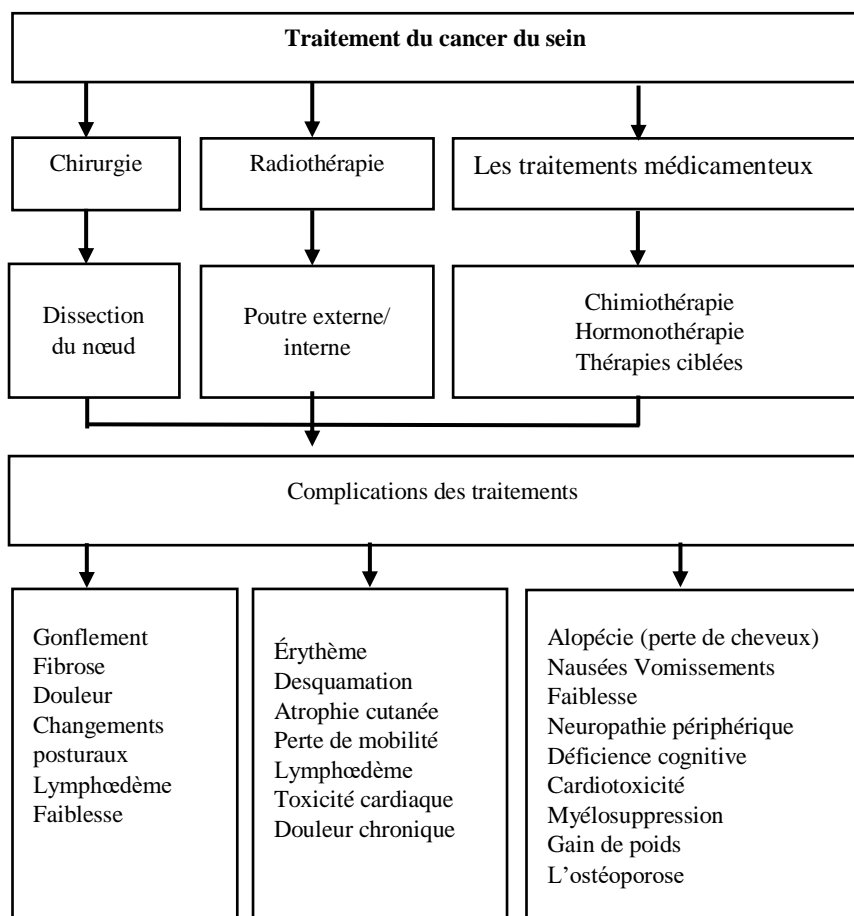 Traitement du cancer du sein
Chirurgie
Radiothérapie
Les traitements médicamenteux
Dissection
du nœud
Poutre externe/
interne
Chimiothérapie
Hormonothérapie
Thérapies ciblées
Complications des traitements
Gonflement
Fibrose
Douleur
Changements
posturaux
Lymphœdème
Faiblesse
Érythème
Desquamation
Atrophie cutanée
Perte de mobilité
Lymphœdème
Toxicité cardiaque
Douleur chronique
Alopécie (perte de cheveux)
Nausées Vomissements
Faiblesse
Neuropathie périphérique
Déficience cognitive
Cardiotoxicité
Myélosuppression
Gain de poids
L’ostéoporose